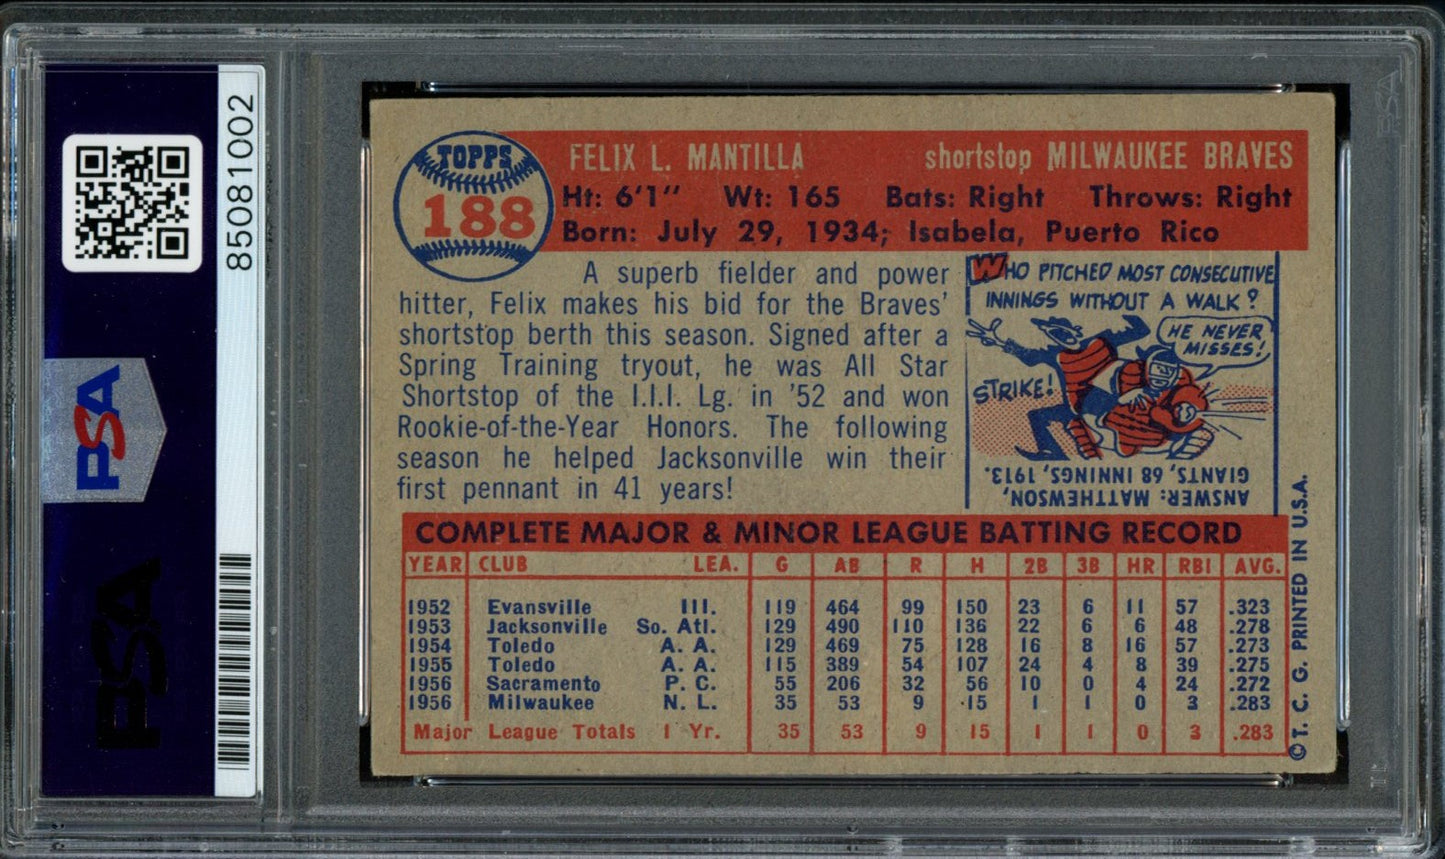 85081002
PSA
PSA
PSA
TOPPS
188
FELIX L. MANTILLA shortstop MILWAUKEE BRAVES
Ht: 6'1" Wt: 165 Bats: Right Throws: Right
Born: July 29, 1934; Isabela, Puerto Rico
A superb fielder and power
hitter, Felix makes his bid for the Braves'
shortstop berth this season. Signed after a
Spring Training tryout, he was All Star
Shortstop of the I.I.I. Lg. in '52 and won
Rookie-of-the-Year Honors. The following
season he helped Jacksonville win their
first pennant in 41 years!
WHO PITCHED MOST CONSECUTIVE
INNINGS WITHOUT A WALK?
HE NEVER
MISSES!
STRIKE!
ANSWER: MATTTHEWSON,
GIANTS, 68 INNINGS, 1913.
COMPLETE MAJOR & MINOR LEAGUE BATTING RECORD
YEAR CLUB LEA. G AB R H 2B 3B HR RBI AVG.
1952 Evansville III. 119 464 99 150 23 6 11 57 .323
1953 Jacksonville So. Atl. 129 490 110 136 22 6 6 48 .278
1954 Toledo A. A. 129 469 75 128 16 8 16 57 .273
1955 Toledo A. A. 115 389 54 107 24 4 8 39 .275
1956 Sacramento P. C. 55 206 32 56 10 0 4 24 .272
1956 Milwaukee N. L. 35 53 9 15 1 1 0 3 .283
Major League Totals 1 Yr. 35 53 9 15 1 1 0 3 .283
© T. C. G. PRINTED IN U.S.A.